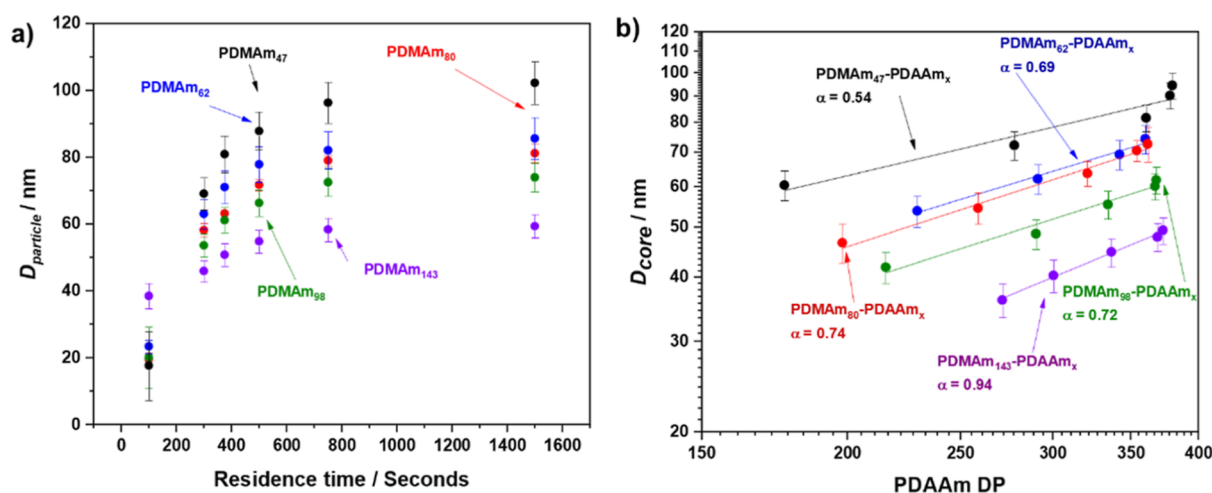 a)
120
100
80
60
40
20
0
D_particle / nm
0 200 400 600 800 1000 1200 1400 1600
Residence time / Seconds
PDMAm₄₇
PDMAm₆₂
PDMAm₈₀
PDMAm₁₄₃
PDMAm₉₈
b)
100
90
80
70
60
50
40
30
20
D_core / nm
150 200 250 300 350 400
PDAAm DP
PDMAm₆₂-PDAAmₓ
α = 0.69
PDMAm₄₇-PDAAmₓ
α = 0.54
PDMAm₈₀-PDAAmₓ
α = 0.74
PDMAm₉₈-PDAAmₓ
α = 0.72
PDMAm₁₄₃-PDAAmₓ
α = 0.94